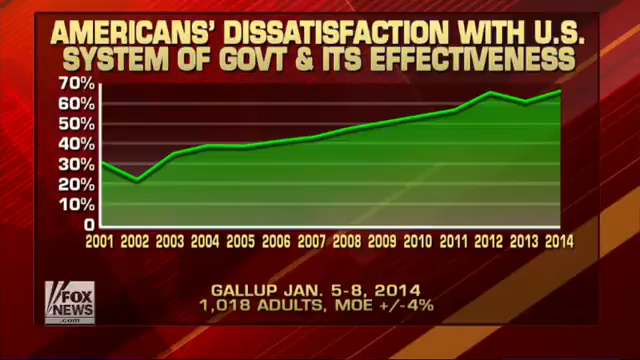 AMERICANS' DISSATISFACTION WITH U.S.
SYSTEM OF GOVT & ITS EFFECTIVENESS
70%
60%
50%
40%
30%
20%
10%
0
2001 2002 2003 2004 2005 2006 2007 2008 2009 2010 2011 2012 2013 2014
GALLUP JAN. 5-8, 2014
1,018 ADULTS, MOE +/-4%
FOX
NEWS
.com